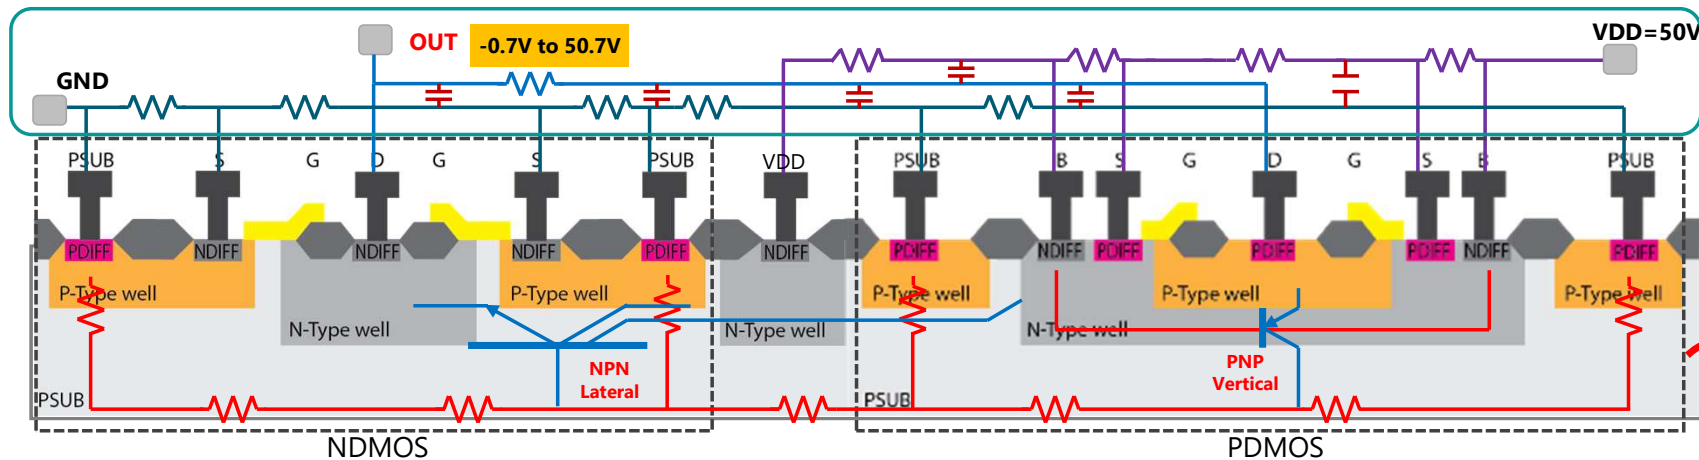 VDD=50V
OUT
-0.7V to 50.7V
GND
PSUB S G D G S PSUB VDD PSUB B S G D G S B PSUB
PDIFF NDIFF NDIFF NDIFF PDIFF NDIFF PDIFF NDIFF PDIFF PDIFF PDIFF NDIFF PDIFF
P-Type well P-Type well P-Type well P-Type well P-Type well
N-Type well N-Type well N-Type well
NPN
Lateral
PNP
Vertical
PSUB PSUB
NDMOS PDMOS